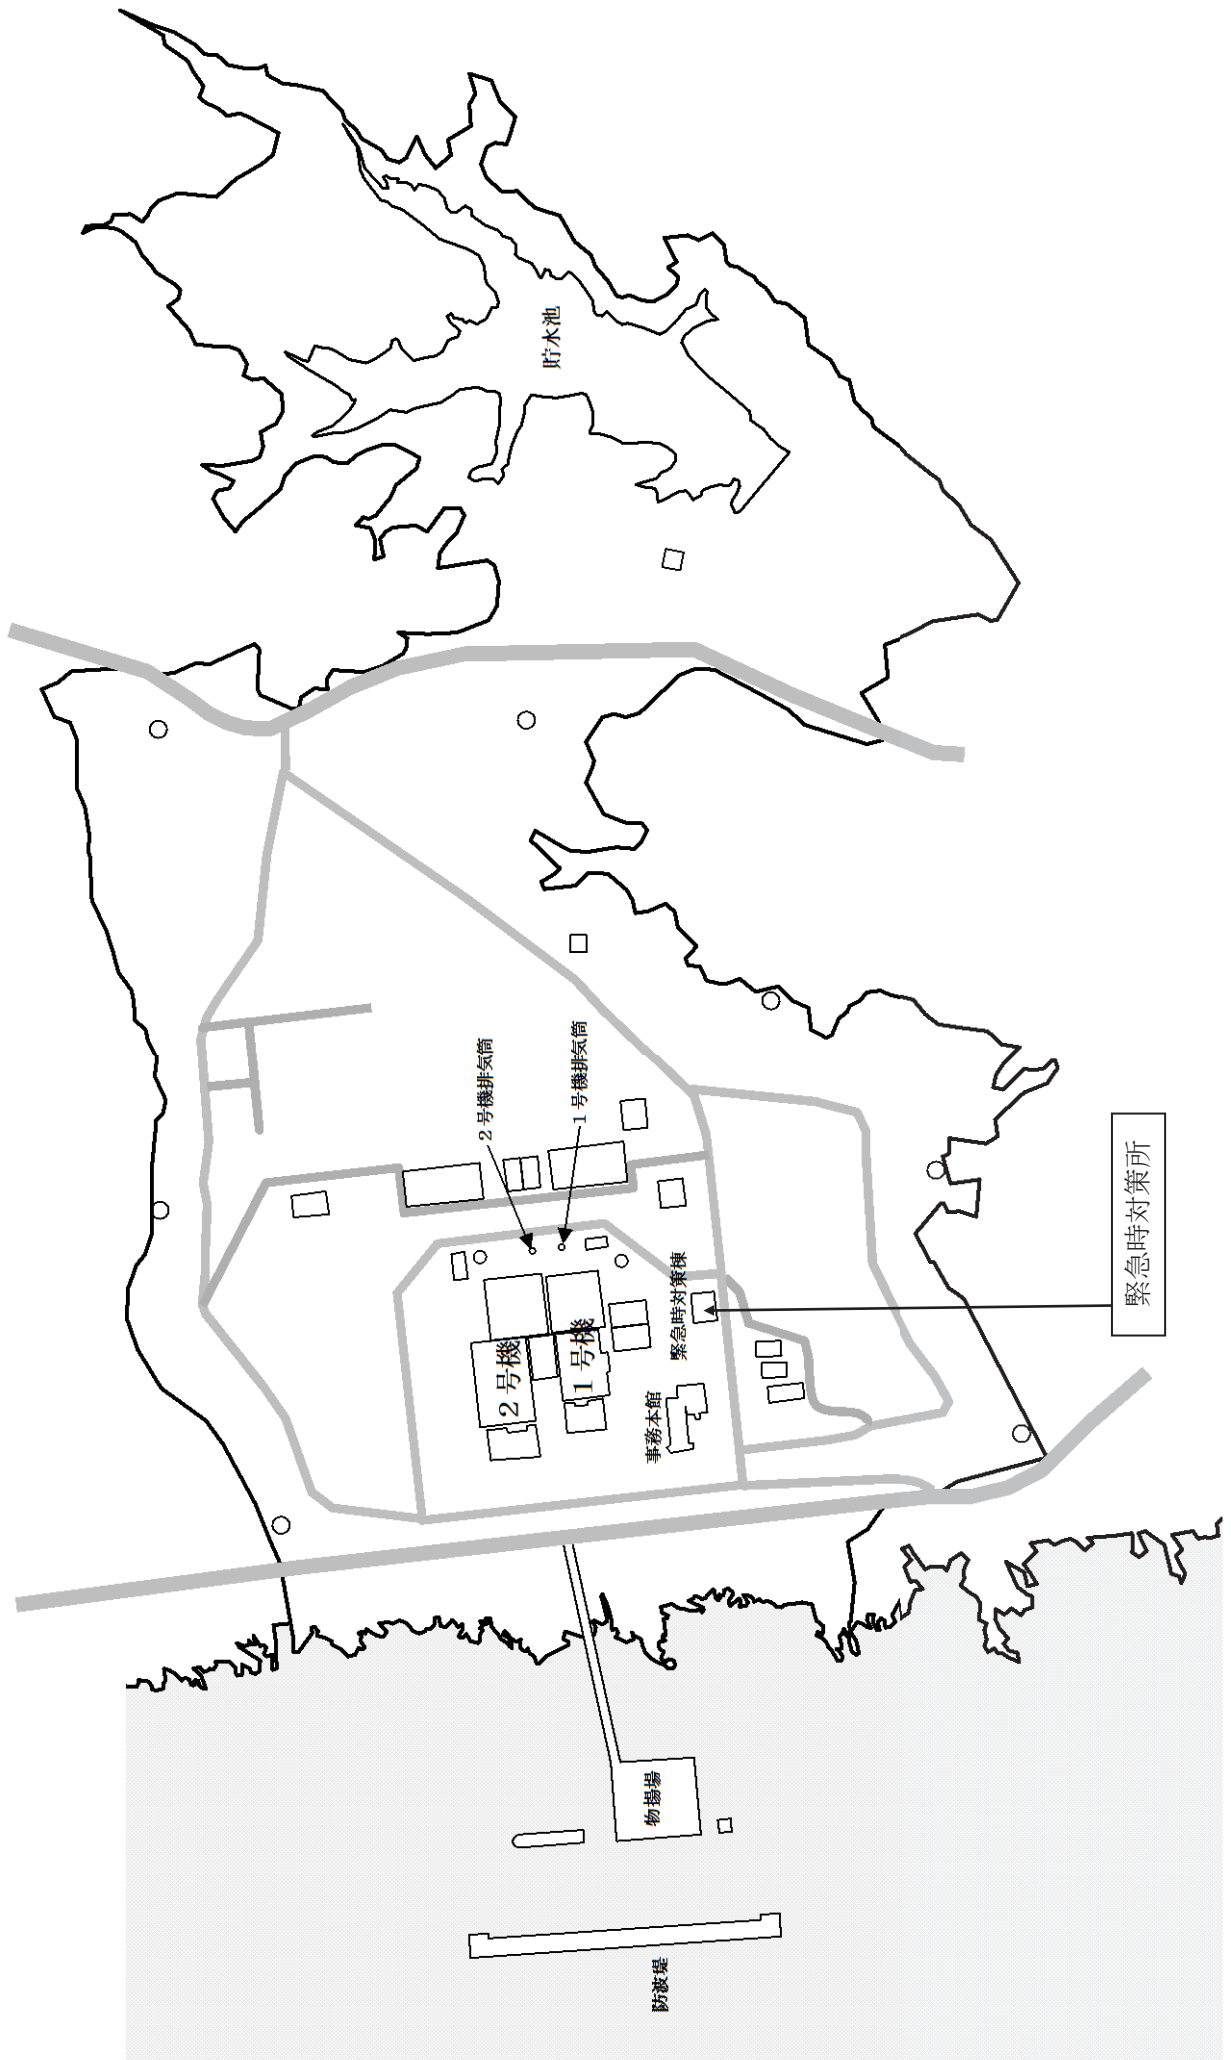 貯水池
2号機排気筒
1号機排気筒
緊急時対策棟
2号機
1号機
事務本館
緊急時対策所
物揚場
防波堤